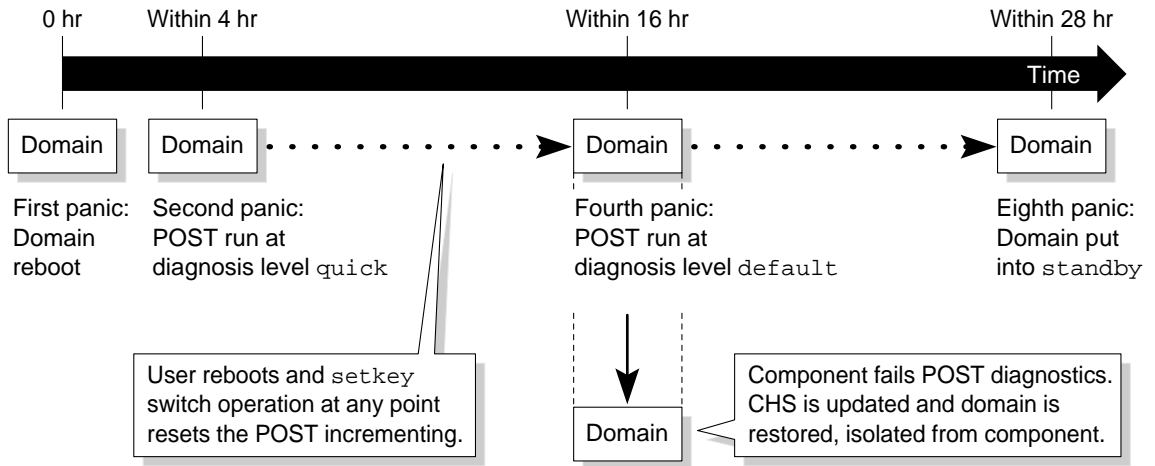 0 hr
Within 4 hr
Within 16 hr
Within 28 hr
Time
Domain
Domain
Domain
Domain
First panic:
Domain
reboot
Second panic:
POST run at
diagnosis level quick
Fourth panic:
POST run at
diagnosis level default
Eighth panic:
Domain put
into standby
User reboots and setkey
switch operation at any point
resets the POST incrementing.
Domain
Component fails POST diagnostics.
CHS is updated and domain is
restored, isolated from component.